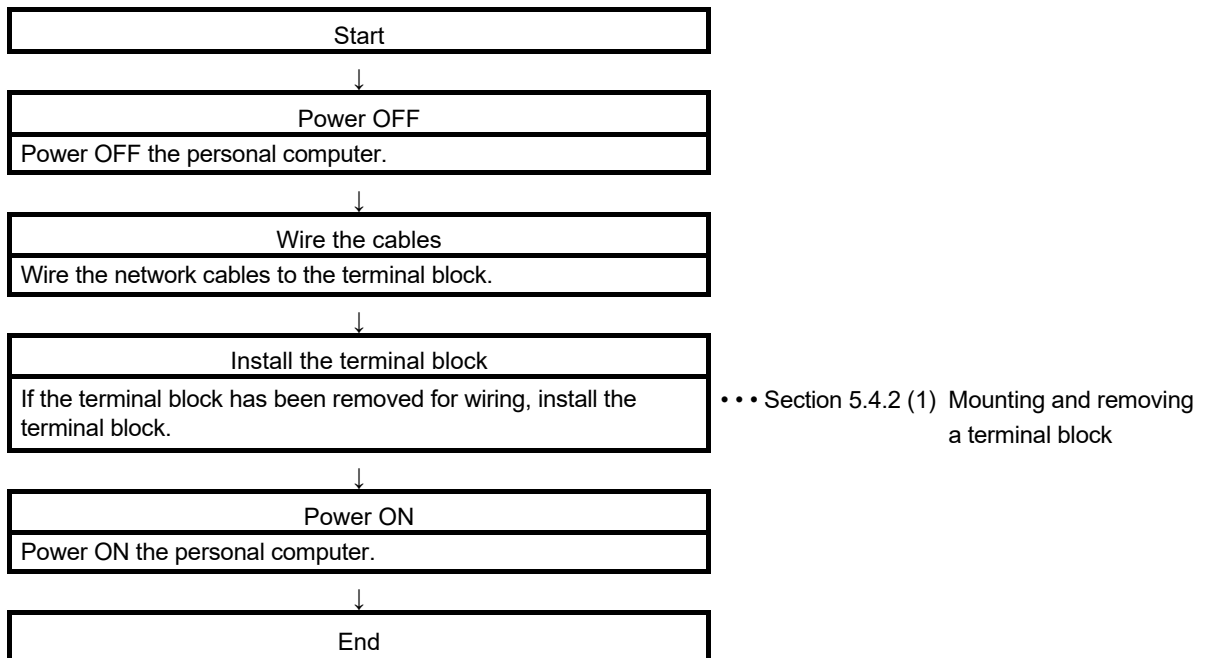 Start
↓
Power OFF
Power OFF the personal computer.
↓
Wire the cables
Wire the network cables to the terminal block.
↓
Install the terminal block
If the terminal block has been removed for wiring, install the
terminal block.
• • • Section 5.4.2 (1) Mounting and removing
a terminal block
↓
Power ON
Power ON the personal computer.
↓
End